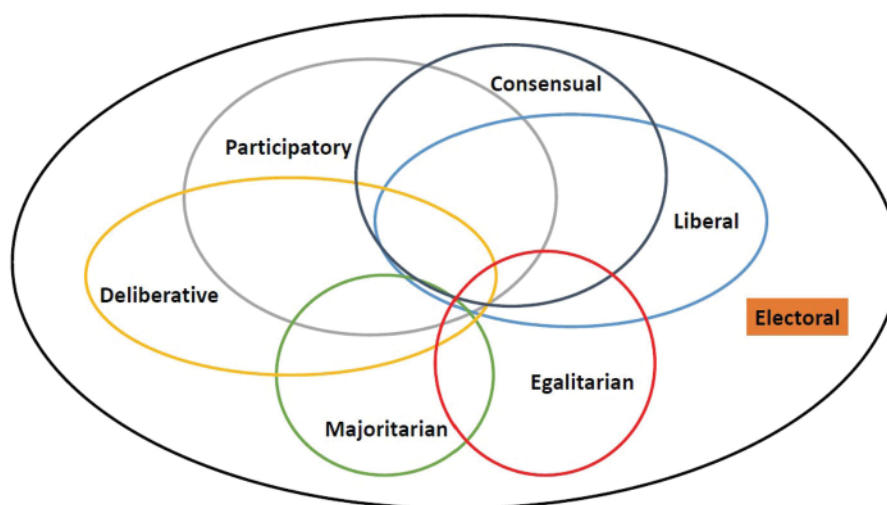 Consensual
Participatory
Liberal
Deliberative
Electoral
Egalitarian
Majoritarian